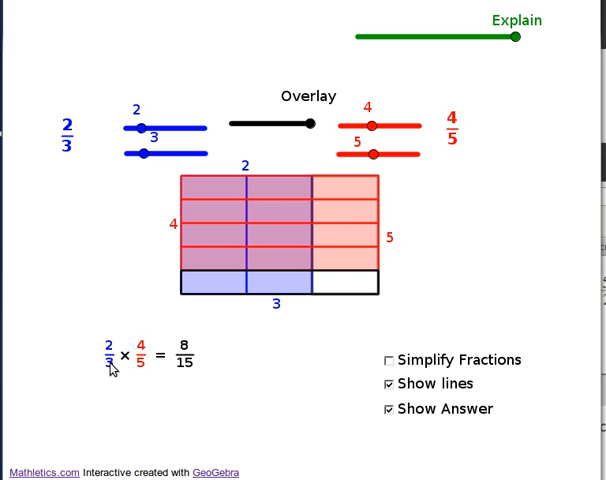 Explain
Overlay
2
3
2
3
4
5
4
5
2
4
5
3
2/3 × 4/5 = 8/15
Simplify Fractions
Show lines
Show Answer
Mathletics.com Interactive created with GeoGebra